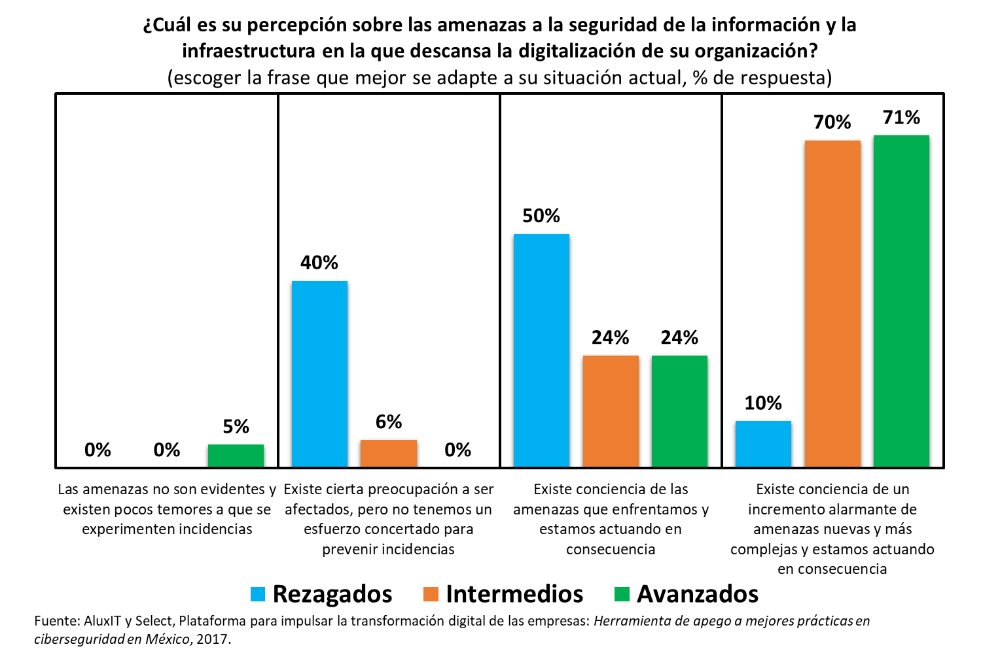 ¿Cuál es su percepción sobre las amenazas a la seguridad de la información y la
infraestructura en la que descansa la digitalización de su organización?
(escoger la frase que mejor se adapte a su situación actual, % de respuesta)
0%
0%
5%
40%
6%
0%
50%
24%
24%
10%
70%
71%
Las amenazas no son evidentes y
existen pocos temores a que se
experimenten incidencias
Existe cierta preocupación a ser
afectados, pero no tenemos un
esfuerzo concertado para
prevenir incidencias
Existe conciencia de las
amenazas que enfrentamos y
estamos actuando en
consecuencia
Existe conciencia de un
incremento alarmante de
amenazas nuevas y más
complejas y estamos actuando
en consecuencia
Rezagados
Intermedios
Avanzados
Fuente: AluxIT y Select, Plataforma para impulsar la transformación digital de las empresas: Herramienta de apego a mejores prácticas en
ciberseguridad en México, 2017.